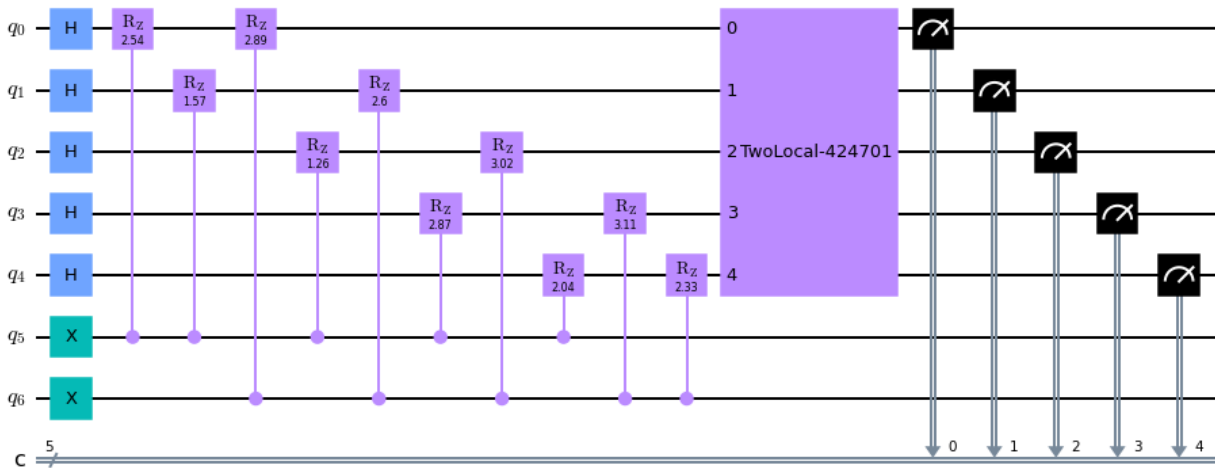 q0 H RZ 2.54 RZ 2.89 0
q1 H RZ 1.57 RZ 2.6 1
q2 H RZ 1.26 RZ 3.02 2 TwoLocal-424701
q3 H RZ 2.87 RZ 3.11 3
q4 H RZ 2.04 RZ 2.33 4
q5 X
q6 X
5 0 1 2 3 4
C